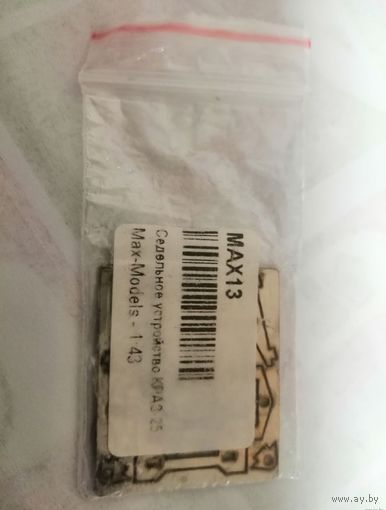 MAX13
Седельное устройство КРАЗ 25
Max-Models - 1:43
www.ay.by